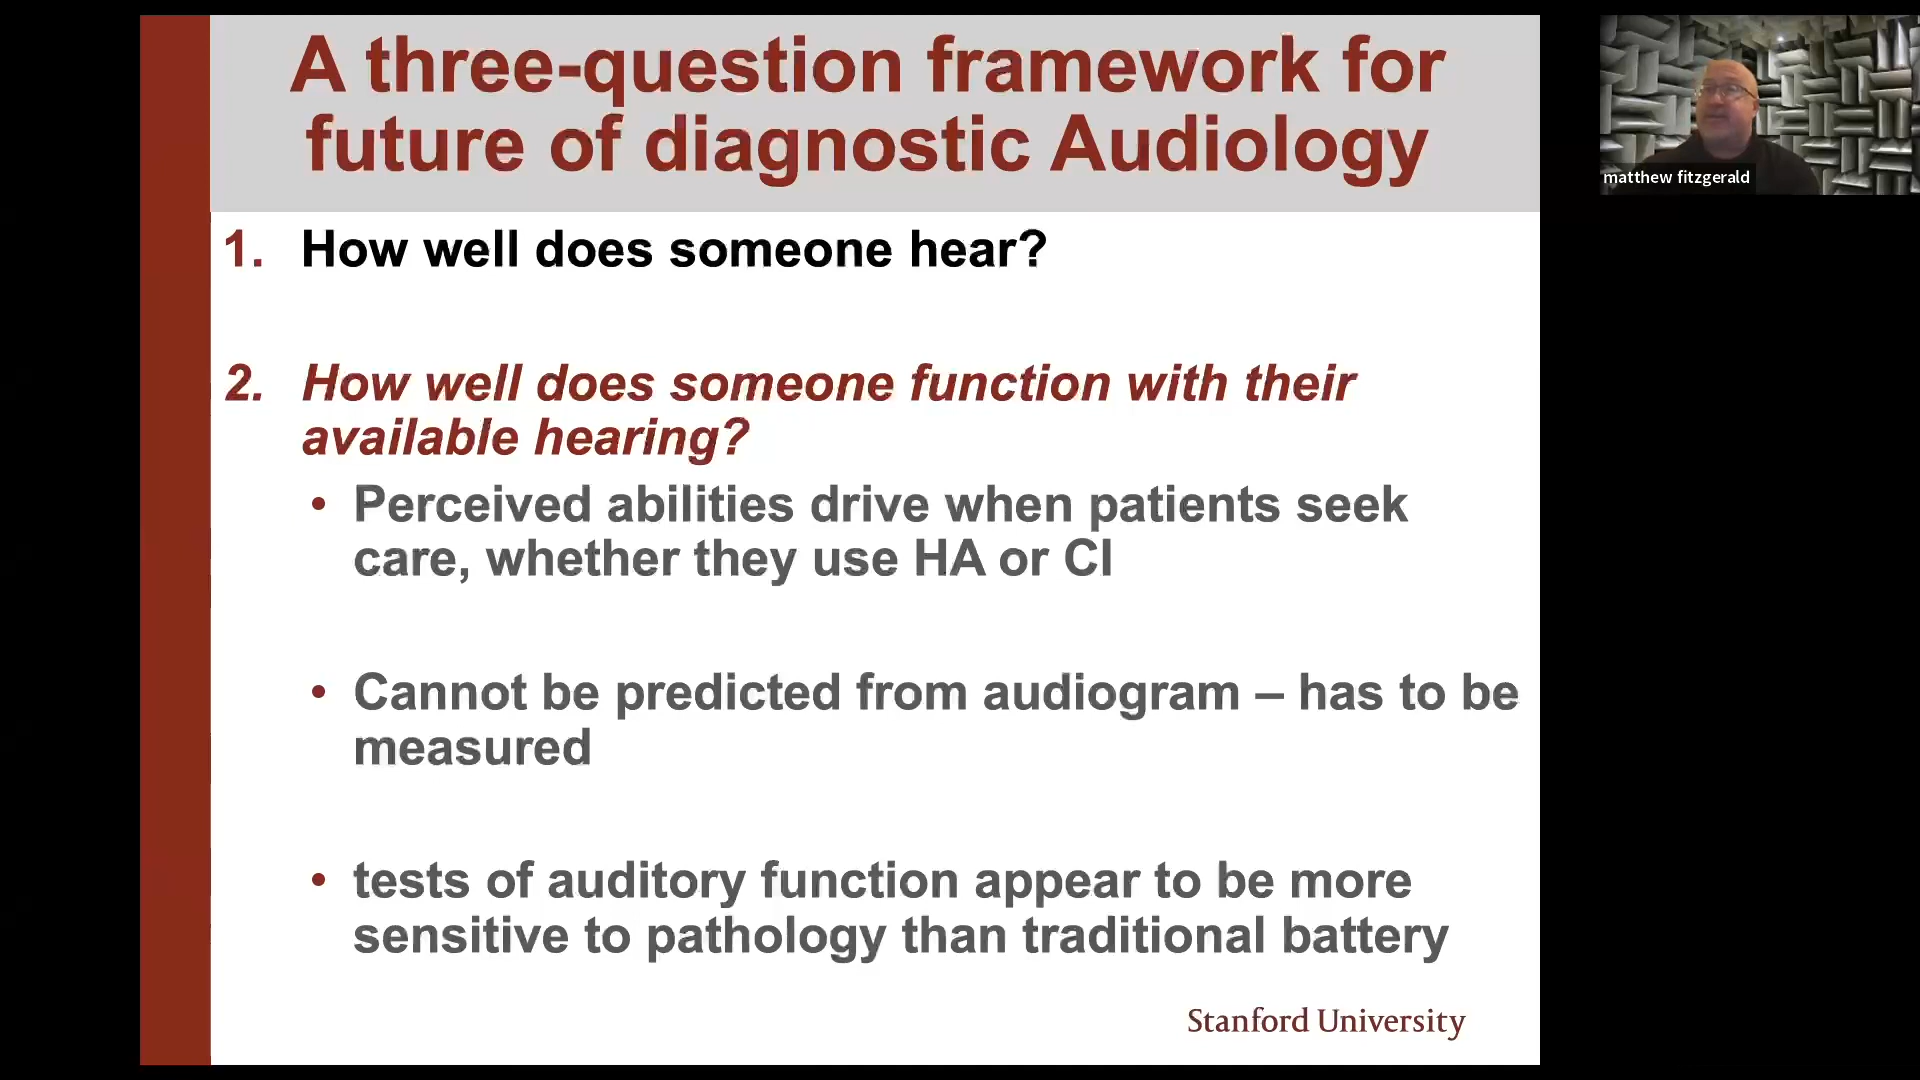 A three-question framework for
future of diagnostic Audiology
1. How well does someone hear?
2. How well does someone function with their
available hearing?
• Perceived abilities drive when patients seek
care, whether they use HA or CI
• Cannot be predicted from audiogram – has to be
measured
• tests of auditory function appear to be more
sensitive to pathology than traditional battery
Stanford University
matthew fitzgerald